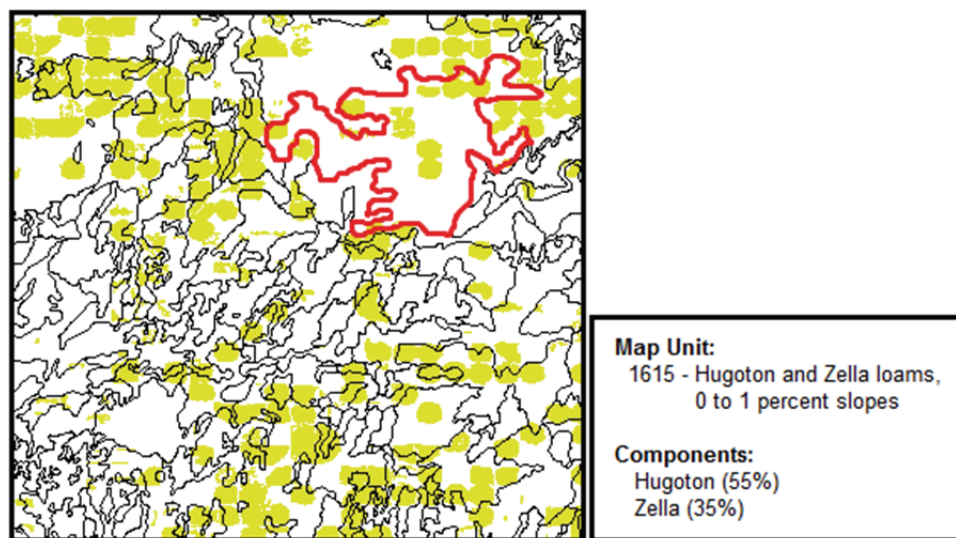 Map Unit:
1615 - Hugoton and Zella loams,
0 to 1 percent slopes
Components:
Hugoton (55%)
Zella (35%)